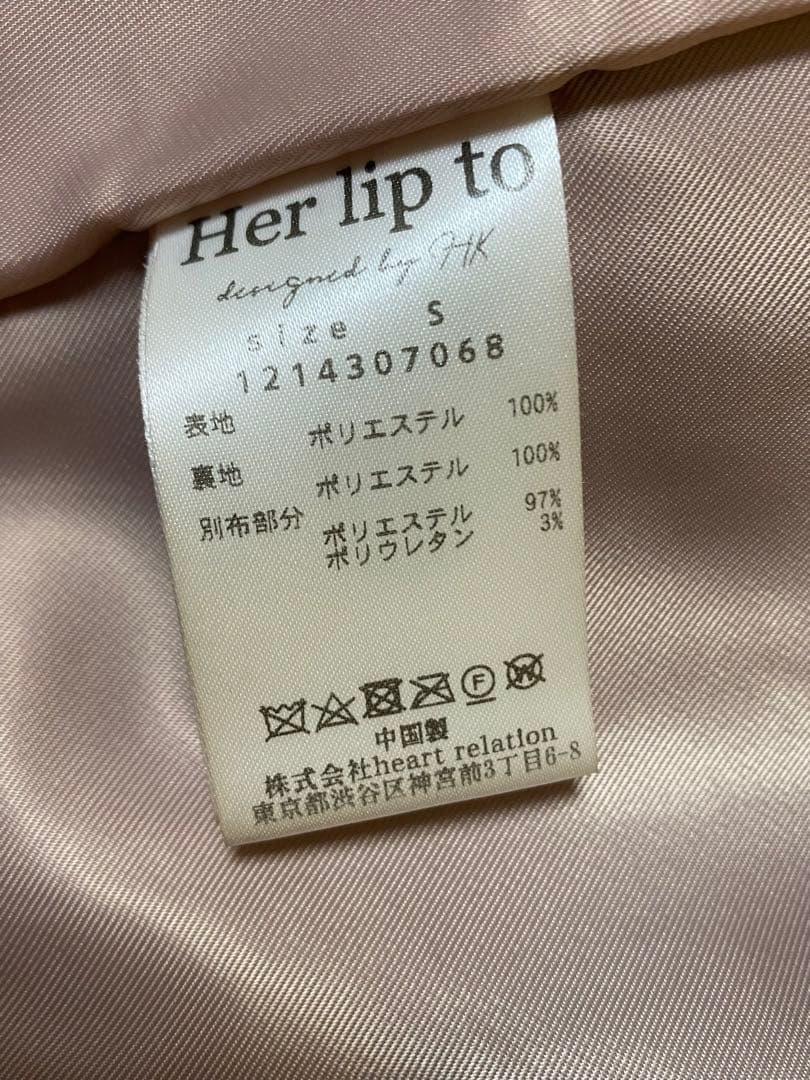 Her lip to
designed by HK
size S
1214307068
表地 ポリエステル 100%
裏地 ポリエステル 100%
別布部分 ポリエステル 97%
ポリウレタン 3%
F
W
中国製
株式会社heart relation
東京都渋谷区神宮前3丁目6-8